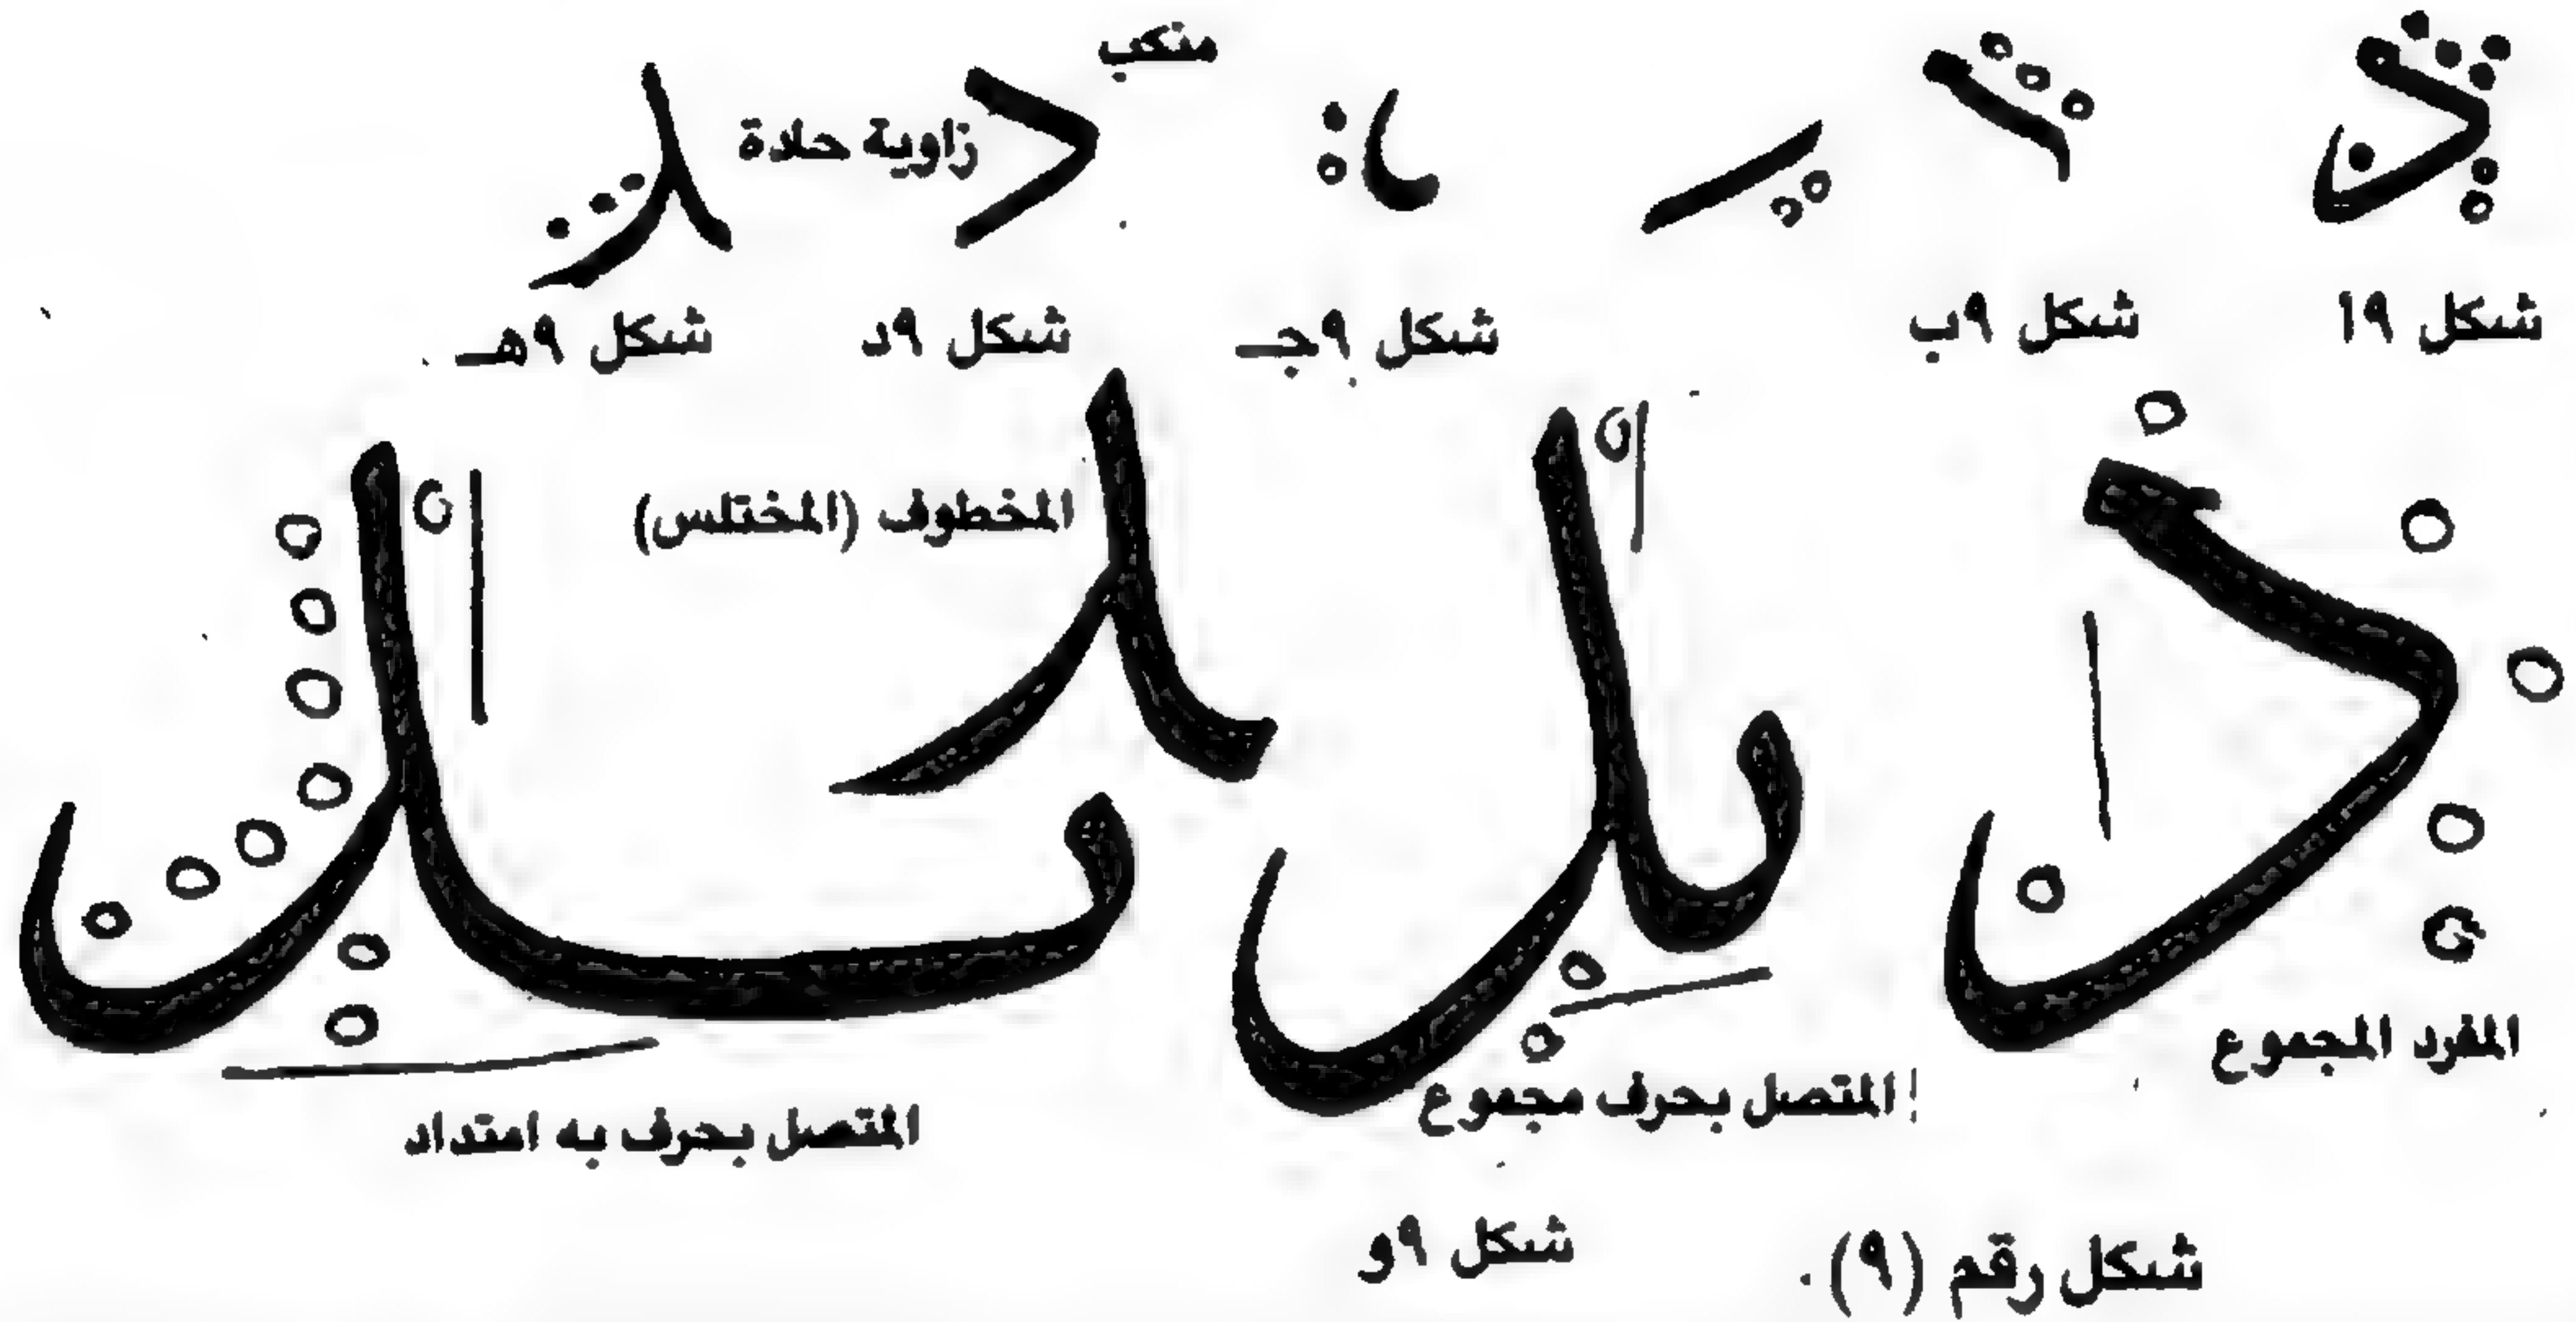 منكب
زاوية حادة
شكل ٩أ
شكل ٩ب
شكل ٩جـ
شكل ٩د
شكل ٩هـ
المخطوف (المختلس)
المفرد المجموع
المتصل بحرف مجموع
المتصل بحرف به امتداد
شكل ٩و
شكل رقم (٩).